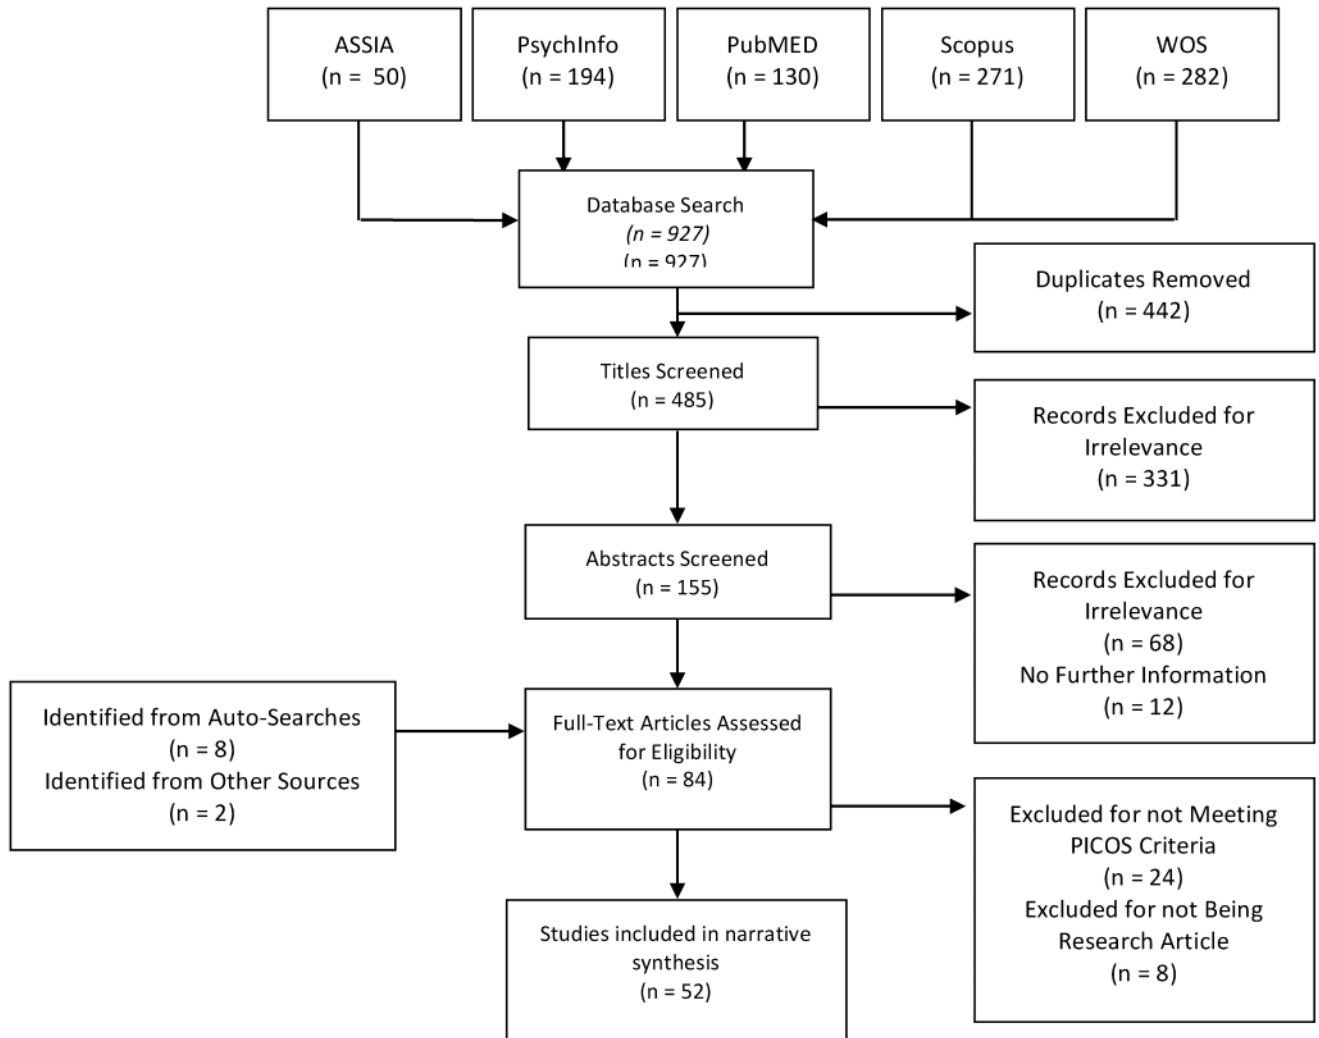 ASSIA
(n =  50)
PsychInfo
(n = 194)
PubMED
(n = 130)
Scopus
(n = 271)
WOS
(n = 282)
Database Search
(n = 927)
(n = 927)
Duplicates Removed
(n = 442)
Titles Screened
(n = 485)
Records Excluded for
Irrelevance
(n = 331)
Abstracts Screened
(n = 155)
Records Excluded for
Irrelevance
(n = 68)
No Further Information
(n = 12)
Identified from Auto-Searches
(n = 8)
Identified from Other Sources
(n = 2)
Full-Text Articles Assessed
for Eligibility
(n = 84)
Excluded for not Meeting
PICOS Criteria
(n = 24)
Excluded for not Being
Research Article
(n = 8)
Studies included in narrative
synthesis
(n = 52)